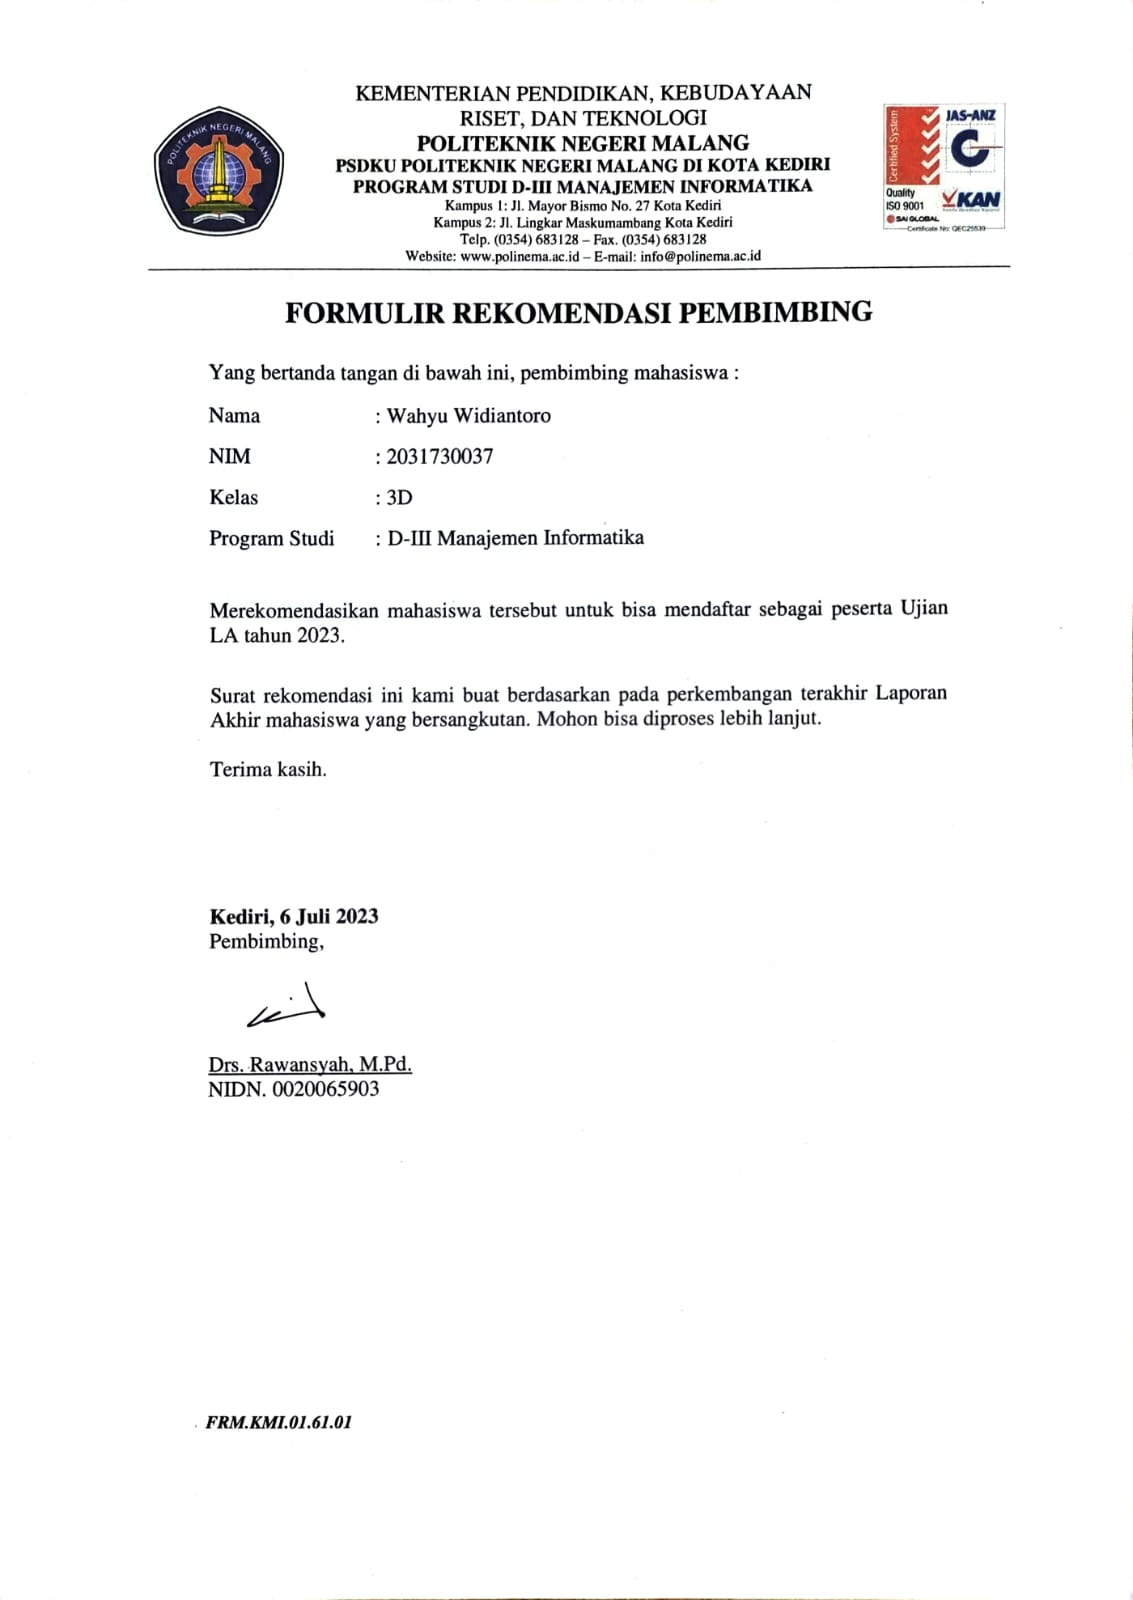 KEMENTERIAN PENDIDIKAN, KEBUDAYAAN
RISET, DAN TEKNOLOGI
POLITEKNIK NEGERI MALANG
PSDKU POLITEKNIK NEGERI MALANG DI KOTA KEDIRI
PROGRAM STUDI D-III MANAJEMEN INFORMATIKA
Kampus 1: Jl. Mayor Bismo No. 27 Kota Kediri
Kampus 2: Jl. Lingkar Maskumambang Kota Kediri
Telp. (0354) 683128 – Fax. (0354) 683128
Website: www.polinema.ac.id – E-mail: info@polinema.ac.id
POLITEKNIK NEGERI MALANG
Certified System
JAS-ANZ
Quality
ISO 9001
SAI GLOBAL
KAN
Certificate No: QEC25539
FORMULIR REKOMENDASI PEMBIMBING
Yang bertanda tangan di bawah ini, pembimbing mahasiswa :
Nama : Wahyu Widiantoro
NIM : 2031730037
Kelas : 3D
Program Studi : D-III Manajemen Informatika
Merekomendasikan mahasiswa tersebut untuk bisa mendaftar sebagai peserta Ujian
LA tahun 2023.
Surat rekomendasi ini kami buat berdasarkan pada perkembangan terakhir Laporan
Akhir mahasiswa yang bersangkutan. Mohon bisa diproses lebih lanjut.
Terima kasih.
Kediri, 6 Juli 2023
Pembimbing,
Drs. Rawansyah, M.Pd.
NIDN. 0020065903
FRM.KMI.01.61.01